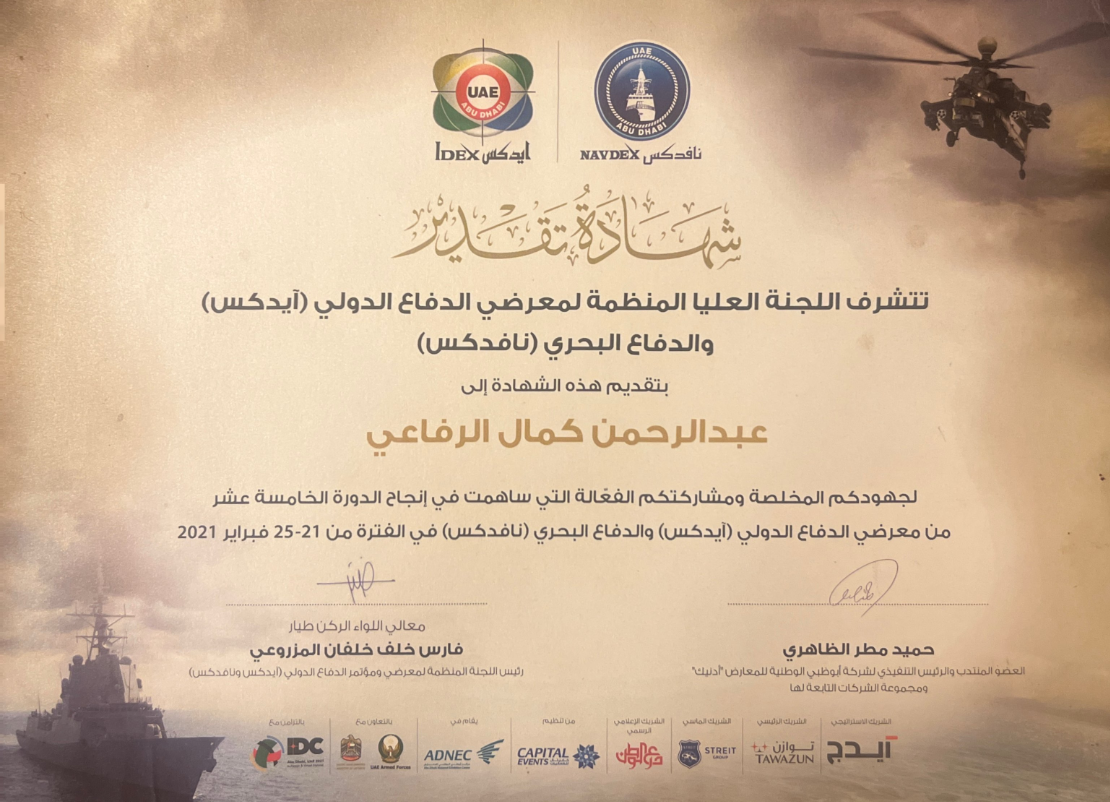 UAE
ABU DHABI
IDEX آيدكس
UAE
ABU DHABI
NAVDEX نافدكس
شهادة تقدير
تتشرف اللجنة العليا المنظمة لمعرضي الدفاع الدولي (آيدكس)
والدفاع البحري (نافدكس)
بتقديم هذه الشهادة إلى
عبدالرحمن كمال الرفاعي
لجهودكم المخلصة ومشاركتكم الفعّالة التي ساهمت في إنجاح الدورة الخامسة عشر
من معرضي الدفاع الدولي (آيدكس) والدفاع البحري (نافدكس) في الفترة من 21-25 فبراير 2021
حميد مطر الظاهري
العضو المنتدب والرئيس التنفيذي لشركة أبوظبي الوطنية للمعارض "أدنيك"
ومجموعة الشركات التابعة لها
معالي اللواء الركن طيار
فارس خلف خلفان المزروعي
رئيس اللجنة المنظمة لمعرضي ومؤتمر الدفاع الدولي (آيدكس ونافدكس)
الشريك الاستراتيجي
ايدج
الشريك الرئيسي
توازن
TAWAZUN
الشريك الماسي
STREIT
GROUP
الشريك الإعلامي
الرسمي
من تنظيم
CAPITAL
EVENTS
يقام في
ADNEC
بالتعاون مع
UAE Armed Forces
بالتزامن مع
IDC